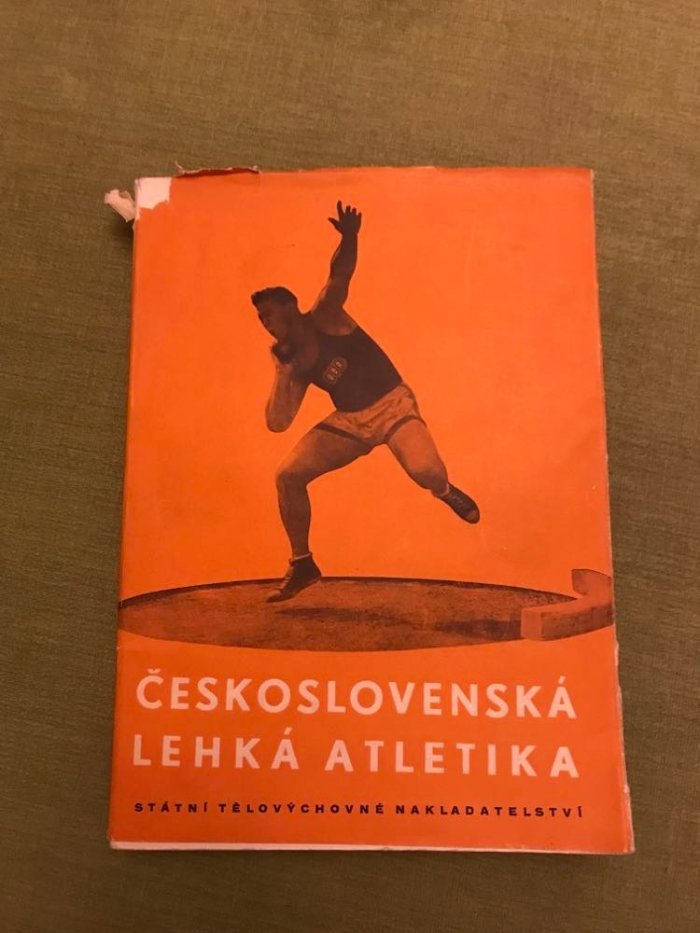 ČESKOSLOVENSKÁ
LEHKÁ ATLETIKA
STÁTNÍ TĚLOVÝCHOVNÉ NAKLADATELSTVÍ